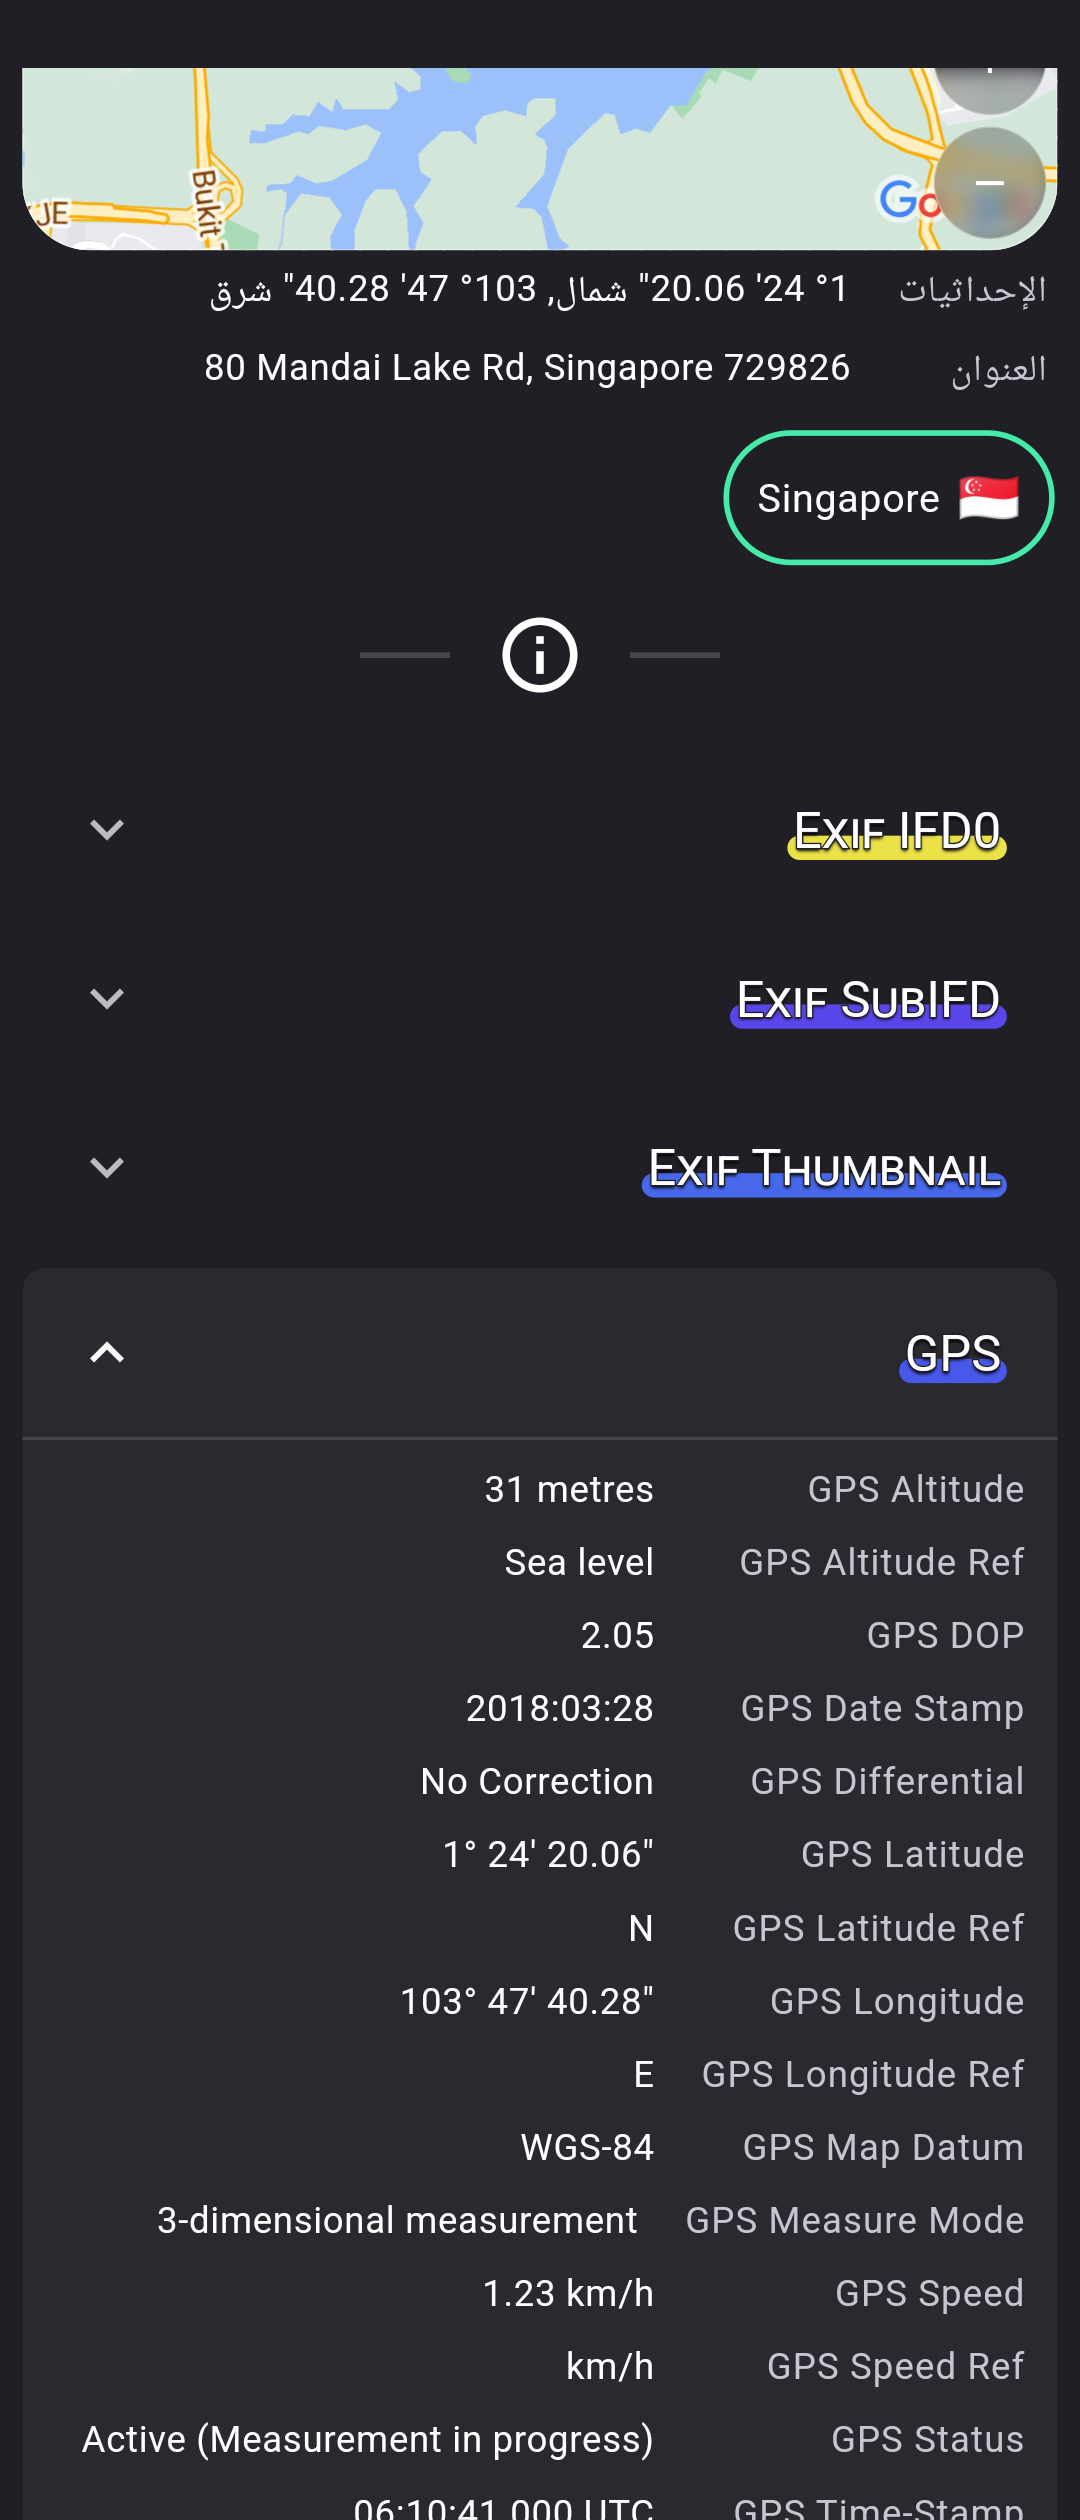 JE
Bukit
Go
الإحداثيات 1° 24' 20.06" شمال, 103° 47' 40.28" شرق
العنوان 80 Mandai Lake Rd, Singapore 729826
Singapore 🇸🇬
Exif IFD0
Exif SubIFD
Exif Thumbnail
GPS
GPS Altitude 31 metres
GPS Altitude Ref Sea level
GPS DOP 2.05
GPS Date Stamp 2018:03:28
GPS Differential No Correction
GPS Latitude 1° 24' 20.06"
GPS Latitude Ref N
GPS Longitude 103° 47' 40.28"
GPS Longitude Ref E
GPS Map Datum WGS-84
GPS Measure Mode 3-dimensional measurement
GPS Speed 1.23 km/h
GPS Speed Ref km/h
GPS Status Active (Measurement in progress)
GPS Time-Stamp 06:10:41.000 UTC